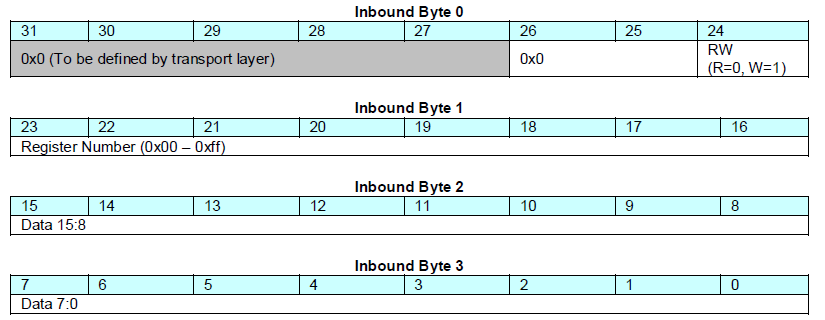 Inbound Byte 0
31 30 29 28 27 26 25 24
0x0 (To be defined by transport layer) 0x0 RW
(R=0, W=1)
Inbound Byte 1
23 22 21 20 19 18 17 16
Register Number (0x00 – 0xff)
Inbound Byte 2
15 14 13 12 11 10 9 8
Data 15:8
Inbound Byte 3
7 6 5 4 3 2 1 0
Data 7:0